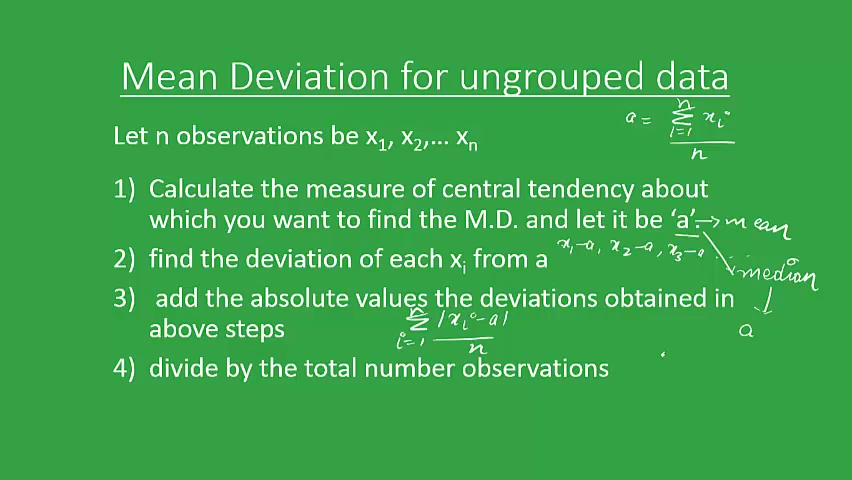 Mean Deviation for ungrouped data
a = n Σ i=1 xi / n
Let n observations be x1, x2,... xn
1) Calculate the measure of central tendency about
which you want to find the M.D. and let it be 'a'. → mean
2) find the deviation of each xi from a x1-a, x2-a, x3-a ...
median
3) add the absolute values the deviations obtained in
above steps n Σ i=1 |xi-a| / n
a
4) divide by the total number observations